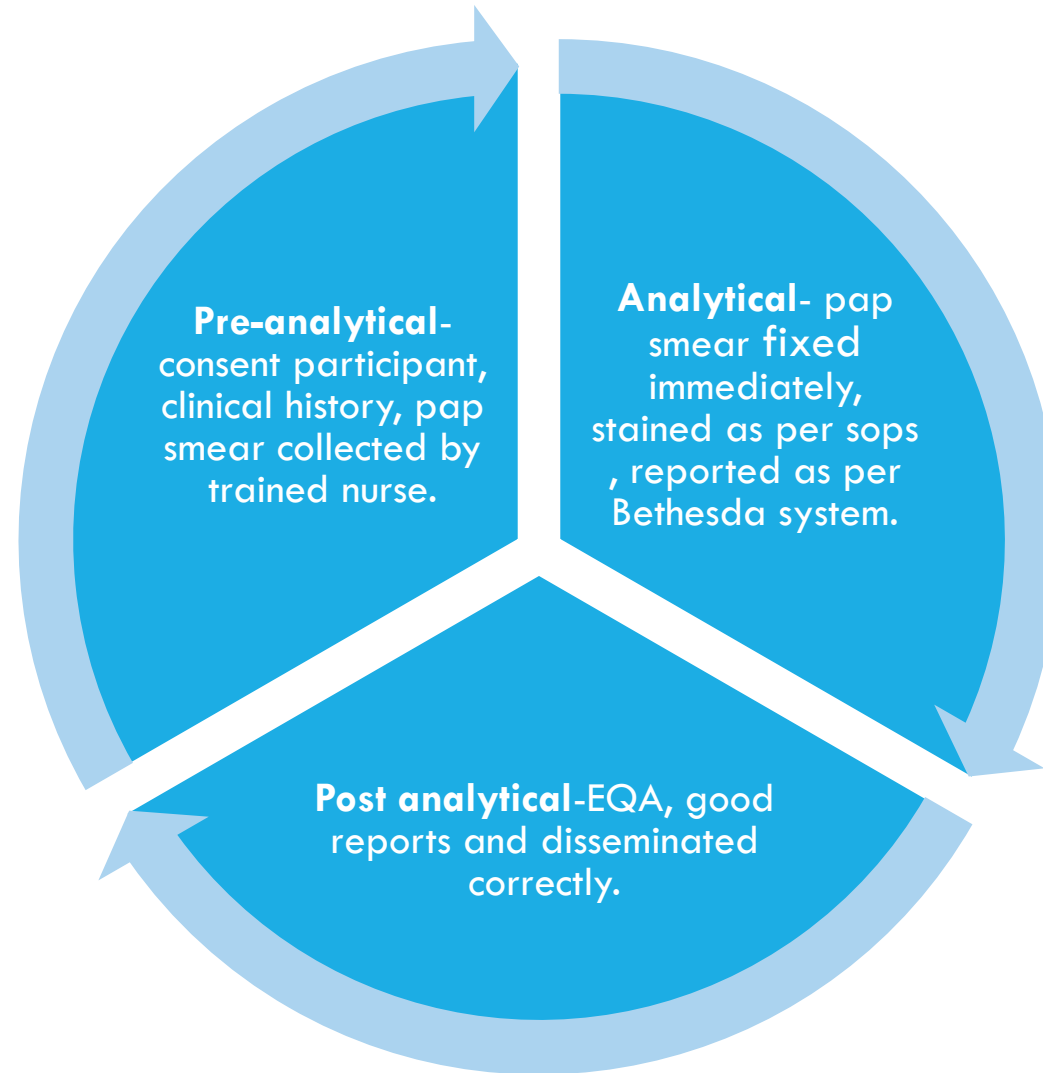 Pre-analytical-
consent participant,
clinical history, pap
smear collected by
trained nurse.
Analytical- pap
smear fixed
immediately,
stained as per sops
, reported as per
Bethesda system.
Post analytical-EQA, good
reports and disseminated
correctly.